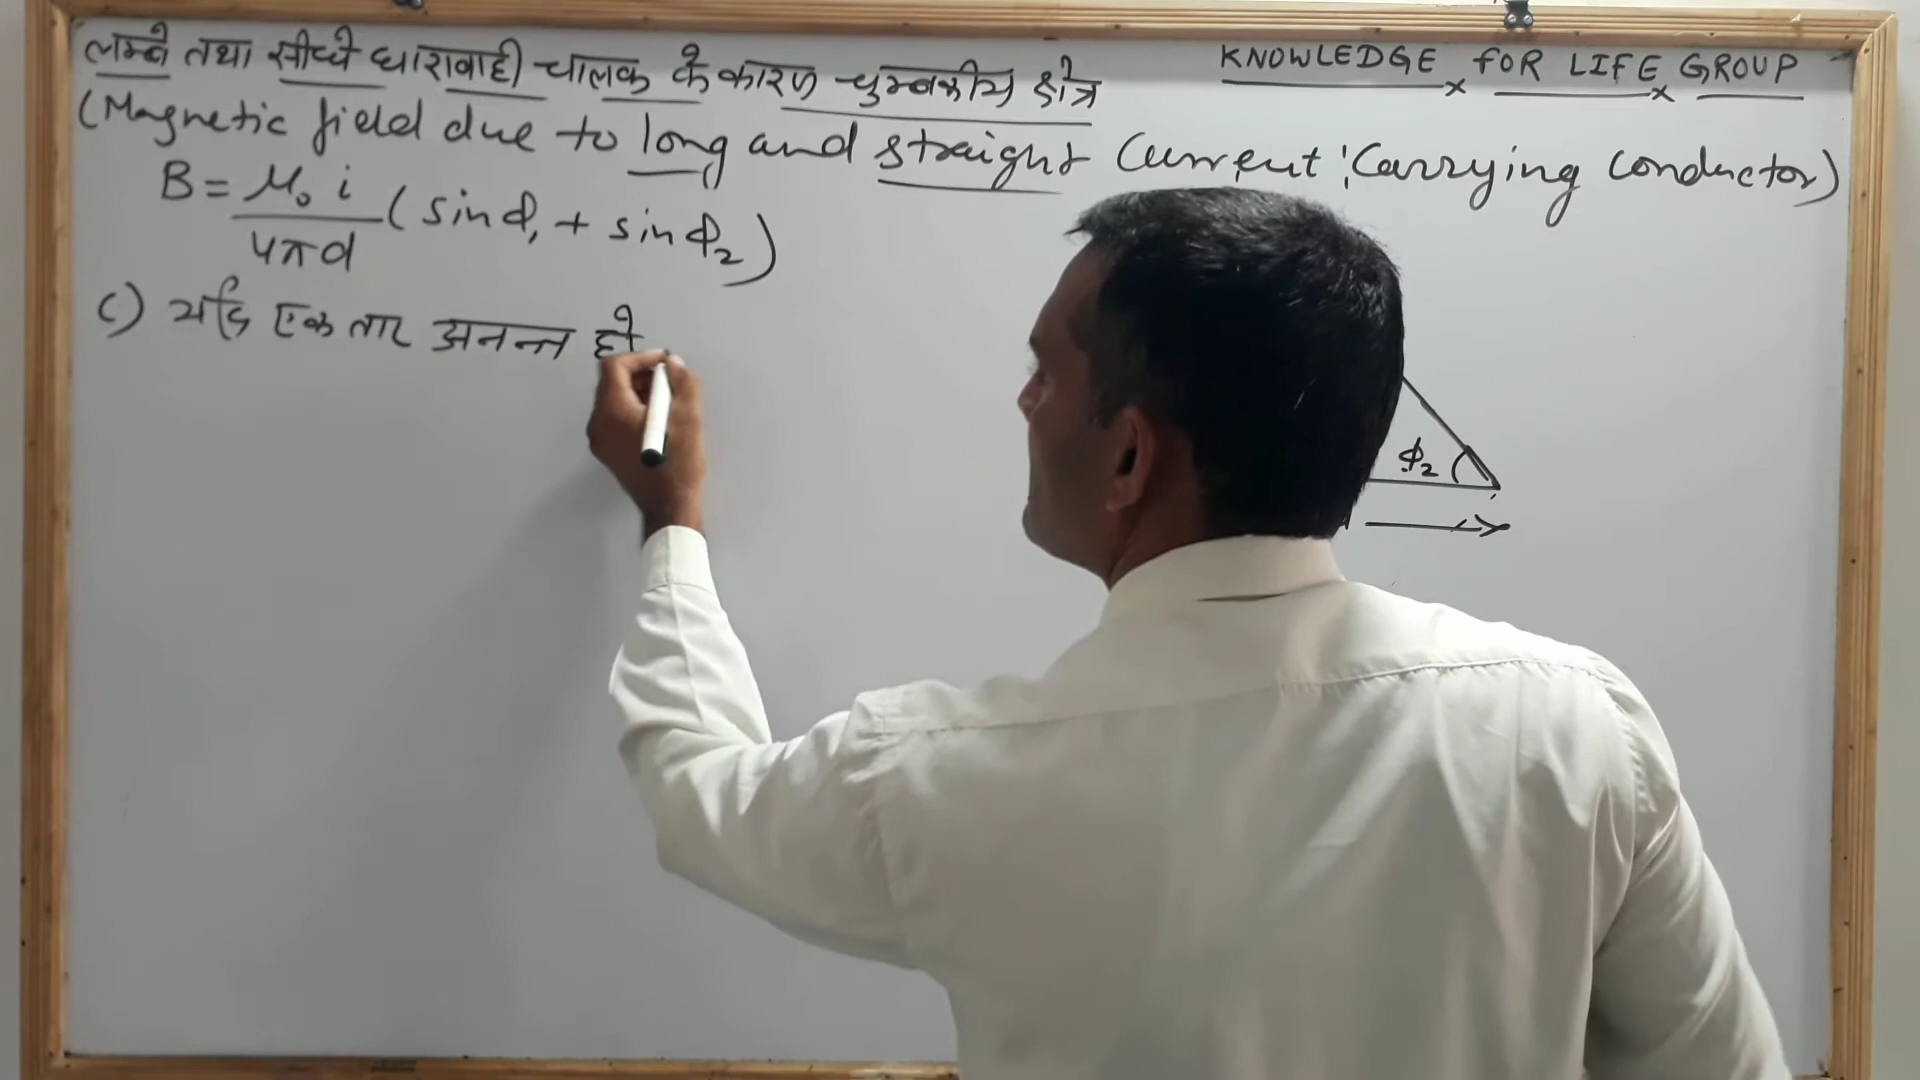 लम्बे तथा सीधे धारावाही चालक के कारण चुम्बकीय क्षेत्र
KNOWLEDGE FOR LIFE GROUP
(Magnetic field due to long and straight Current Carrying conductor)
B = μ₀ i / 4πd (sin ϕ₁ + sin ϕ₂)
c) यदि एक तार अनन्त हो
ϕ₂